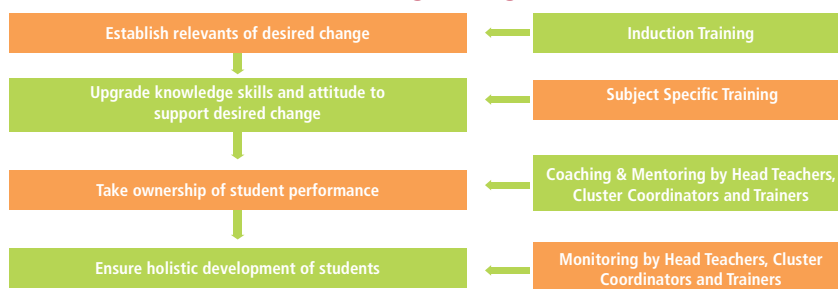 Establish relevants of desired change
Induction Training
Upgrade knowledge skills and attitude to
support desired change
Subject Specific Training
Take ownership of student performance
Coaching & Mentoring by Head Teachers,
Cluster Coordinators and Trainers
Ensure holistic development of students
Monitoring by Head Teachers, Cluster
Coordinators and Trainers